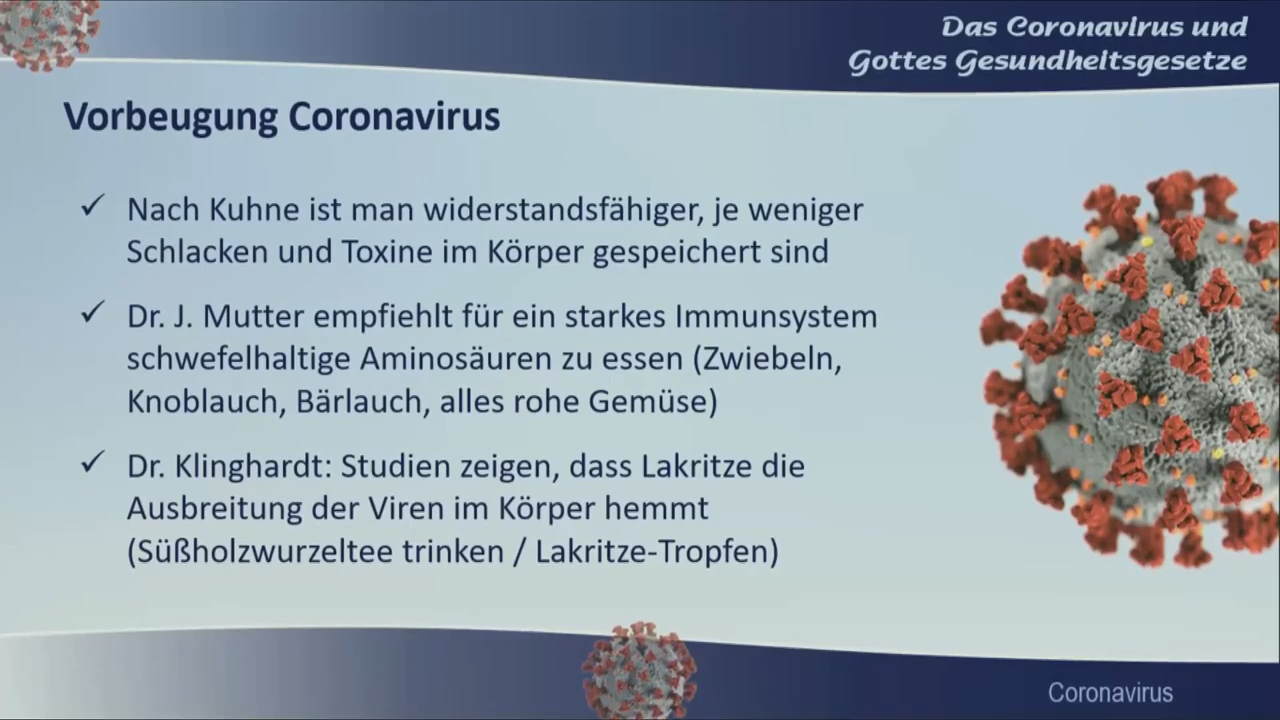 Das Coronavirus und
Gottes Gesundheitsgesetze
Vorbeugung Coronavirus
✓ Nach Kuhne ist man widerstandsfähiger, je weniger
Schlacken und Toxine im Körper gespeichert sind
✓ Dr. J. Mutter empfiehlt für ein starkes Immunsystem
schwefelhaltige Aminosäuren zu essen (Zwiebeln,
Knoblauch, Bärlauch, alles rohe Gemüse)
✓ Dr. Klinghardt: Studien zeigen, dass Lakritze die
Ausbreitung der Viren im Körper hemmt
(Süßholzwurzeltee trinken / Lakritze-Tropfen)
Coronavirus